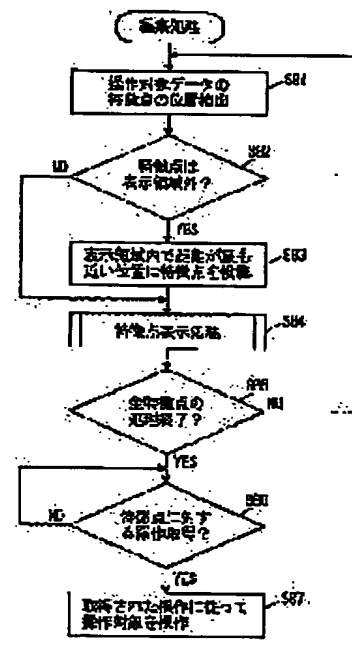 操作対象データの
特徴点の位置抽出
特徴点は
表示領域外？
NO
YES
SB3
表示領域内で距離が最も
近い位置に特徴点を
SB4
特徴点表示処理
全特徴点の
処理終了？
NO
YES
特徴点に対す
る操作取得？
NO
YES
SB7
取得された操作に従って
操作対象を操作